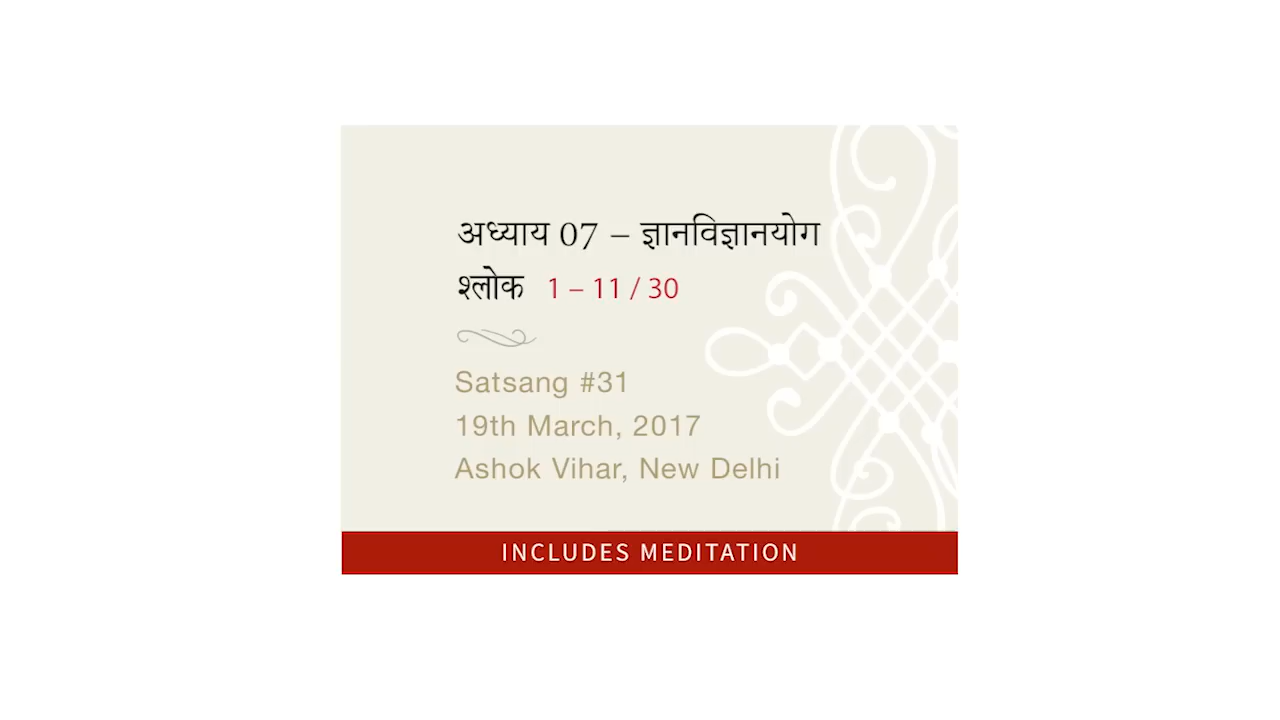 अध्याय 07 – ज्ञानविज्ञानयोग
श्लोक 1 – 11 / 30
Satsang #31
19th March, 2017
Ashok Vihar, New Delhi
INCLUDES MEDITATION